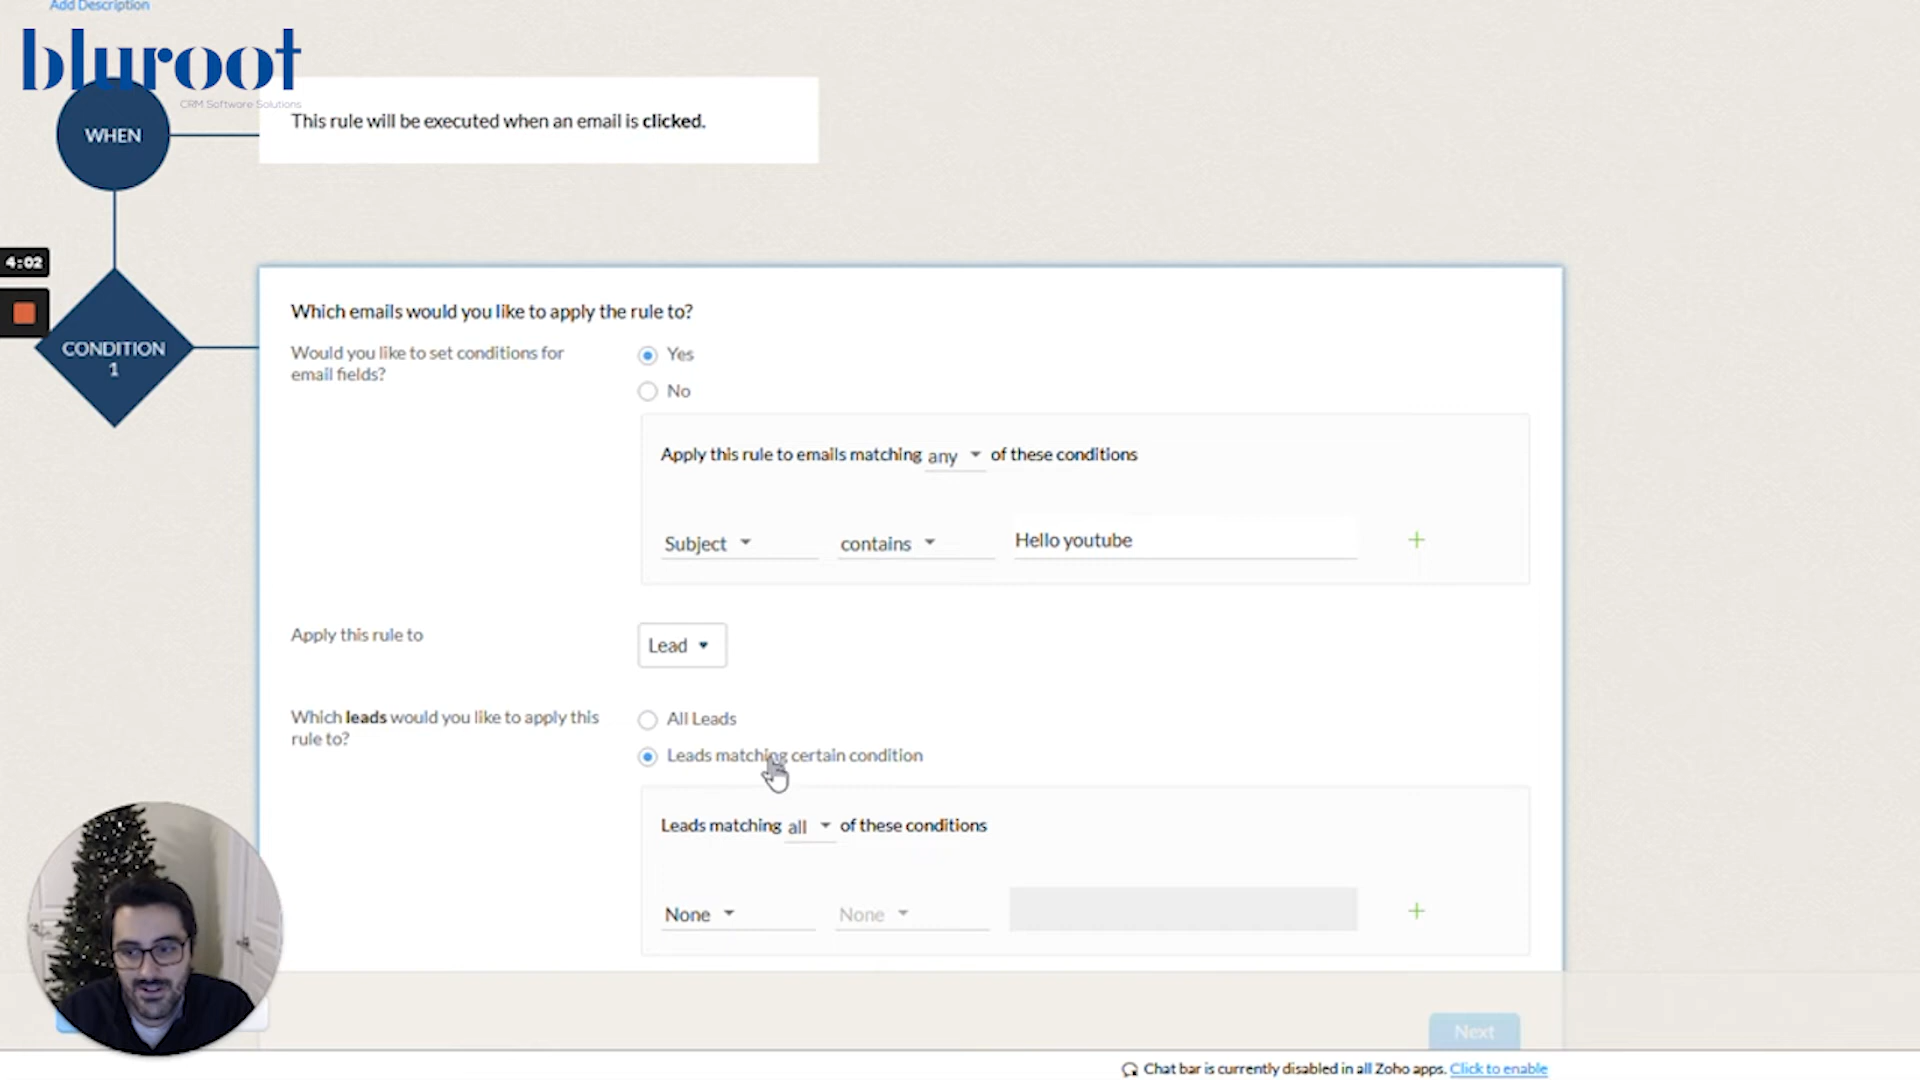 Add Description
bluroot
CRM Software Solutions
WHEN
This rule will be executed when an email is clicked.
4:02
CONDITION
1
Which emails would you like to apply the rule to?
Would you like to set conditions for
email fields?
Yes
No
Apply this rule to emails matching any of these conditions
Subject contains Hello youtube +
Apply this rule to
Lead
Which leads would you like to apply this
rule to?
All Leads
Leads matching certain condition
Leads matching all of these conditions
None None +
Next
Chat bar is currently disabled in all Zoho apps. Click to enable